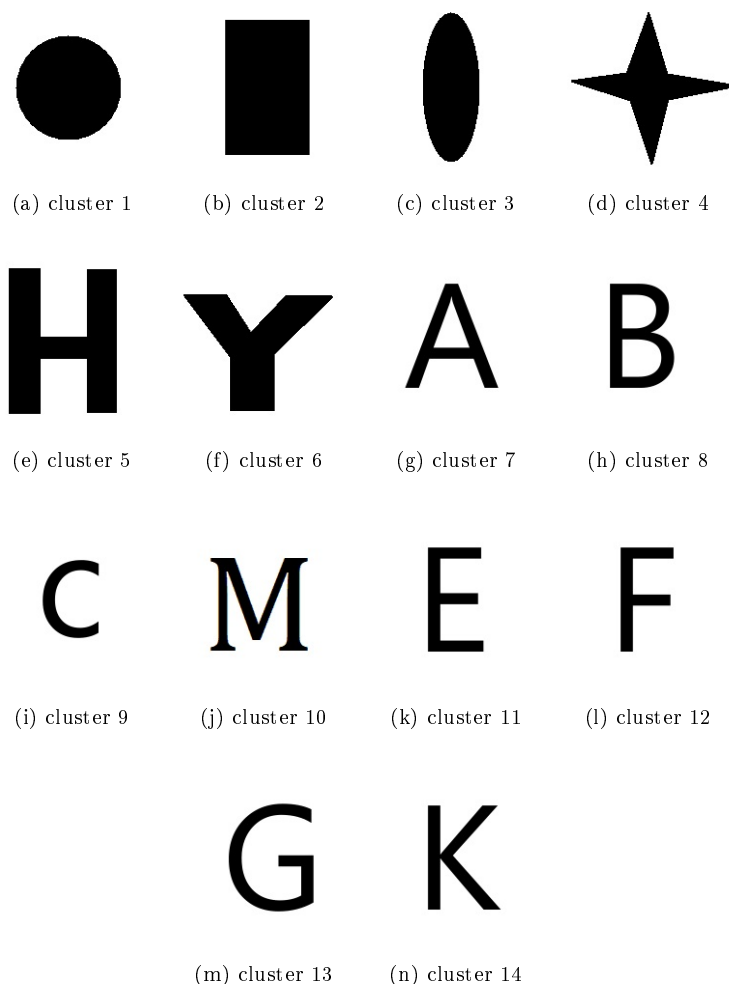 (a) cluster 1
(b) cluster 2
(c) cluster 3
(d) cluster 4
H
Y
A
B
(e) cluster 5
(f) cluster 6
(g) cluster 7
(h) cluster 8
C
M
E
F
(i) cluster 9
(j) cluster 10
(k) cluster 11
(l) cluster 12
G
K
(m) cluster 13
(n) cluster 14